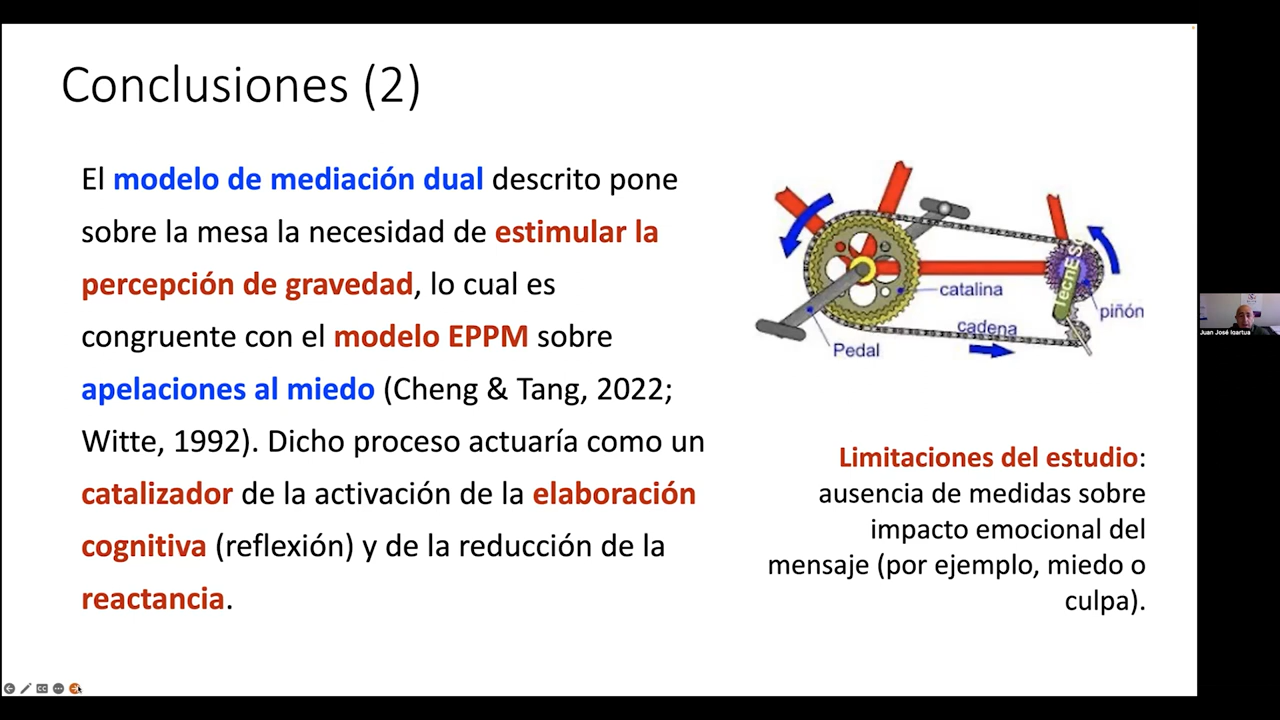 Conclusiones (2)
El modelo de mediación dual descrito pone
sobre la mesa la necesidad de estimular la
percepción de gravedad, lo cual es
congruente con el modelo EPPM sobre
apelaciones al miedo (Cheng & Tang, 2022;
Witte, 1992). Dicho proceso actuaría como un
catalizador de la activación de la elaboración
cognitiva (reflexión) y de la reducción de la
reactancia.
catalina
piñón
cadena
Pedal
TecnESO
Limitaciones del estudio:
ausencia de medidas sobre
impacto emocional del
mensaje (por ejemplo, miedo o
culpa).
Juan José Igartua